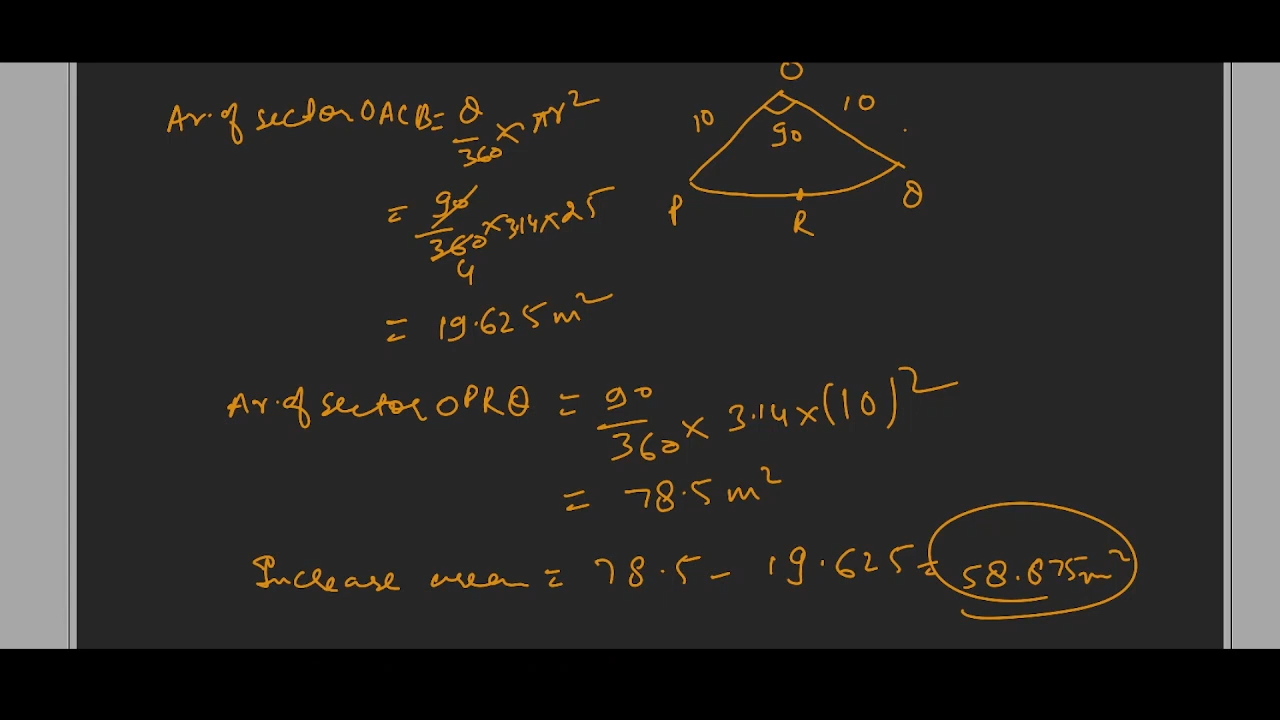 O
Ar. of sector OACB = θ/360 × πr²
10
10
90
= 90/360 × 3.14 × 25
4
P
R
Q
= 19.625 m²
Ar. of sector OPRQ = 90/360 × 3.14 × (10)²
= 78.5 m²
Increase area = 78.5 - 19.625 = 58.875 m²